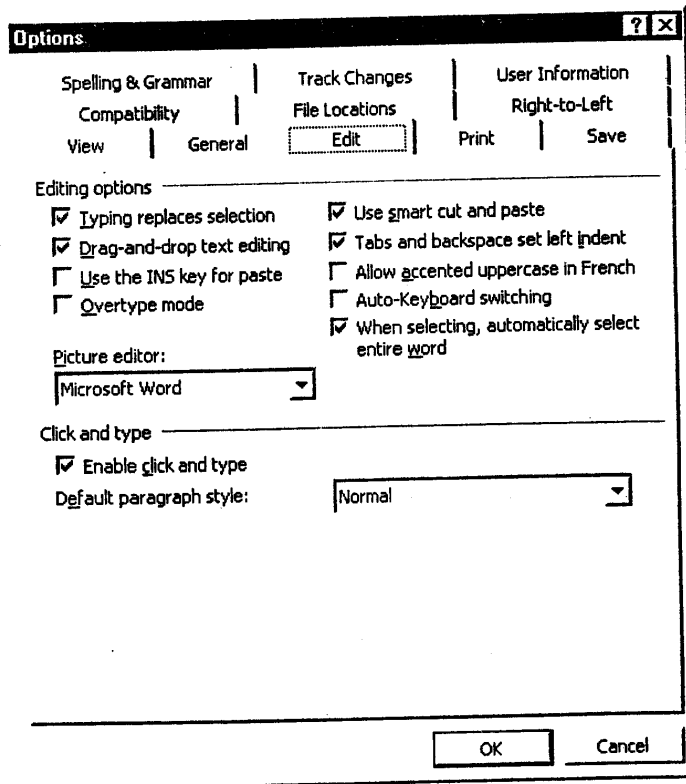 Options
? X
Spelling & Grammar Track Changes User Information
Compatibility File Locations Right-to-Left
View General Edit Print Save
Editing options
Typing replaces selection
Drag-and-drop text editing
Use the INS key for paste
Overtype mode
Use smart cut and paste
Tabs and backspace set left indent
Allow accented uppercase in French
Auto-Keyboard switching
When selecting, automatically select
entire word
Picture editor:
Microsoft Word
Click and type
Enable click and type
Default paragraph style:
Normal
OK Cancel